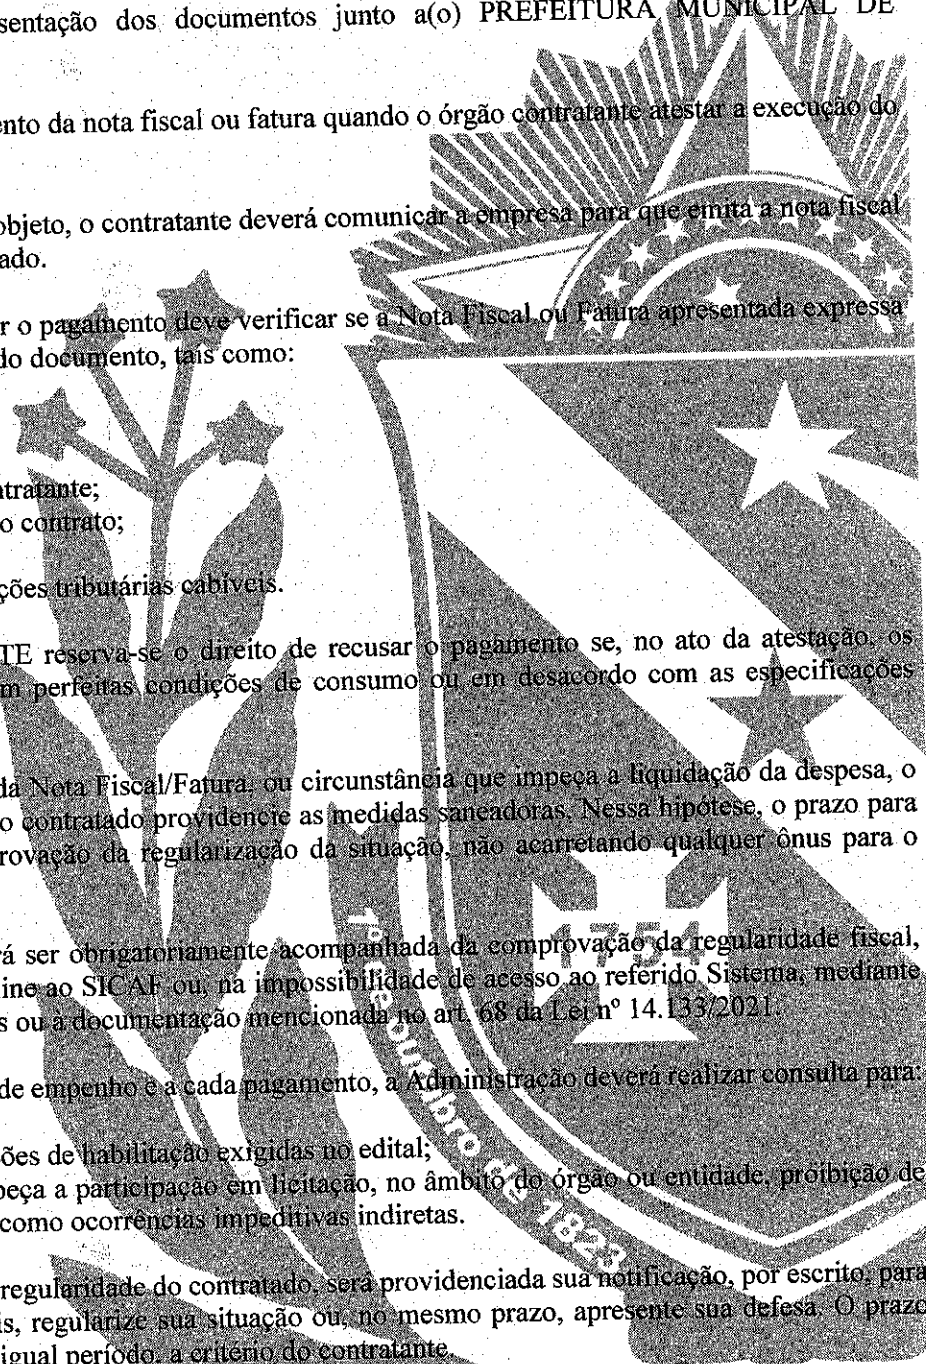 sentação dos documentos junto a(o) PREFEITURA MUNICIPAL DE
ento da nota fiscal ou fatura quando o órgão contratante atestar a execução do
objeto, o contratante deverá comunicar a empresa para que emita a nota fiscal
ado.
r o pagamento deve verificar se a Nota Fiscal ou Fatura apresentada expressa
do documento, tais como:
ntratante;
o contrato;
ções tributárias cabíveis.
TE reserva-se o direito de recusar o pagamento se, no ato da atestação, os
m perfeitas condições de consumo ou em desacordo com as especificações
da Nota Fiscal/Fatura, ou circunstância que impeça a liquidação da despesa, o
o contratado providencie as medidas saneadoras. Nessa hipótese, o prazo para
rovação da regularização da situação, não acarretando qualquer ônus para o
rá ser obrigatoriamente acompanhada da comprovação da regularidade fiscal,
ine ao SICAF ou, na impossibilidade de acesso ao referido Sistema, mediante
s ou à documentação mencionada no art. 68 da Lei nº 14.133/2021.
de empenho e a cada pagamento, a Administração deverá realizar consulta para:
ões de habilitação exigidas no edital;
peça a participação em licitação, no âmbito do órgão ou entidade, proibição de
como ocorrências impeditivas indiretas.
regularidade do contratado, será providenciada sua notificação, por escrito, para
is, regularize sua situação ou, no mesmo prazo, apresente sua defesa. O prazo
igual período, a critério do contratante.
1754
1º de outubro de 1823